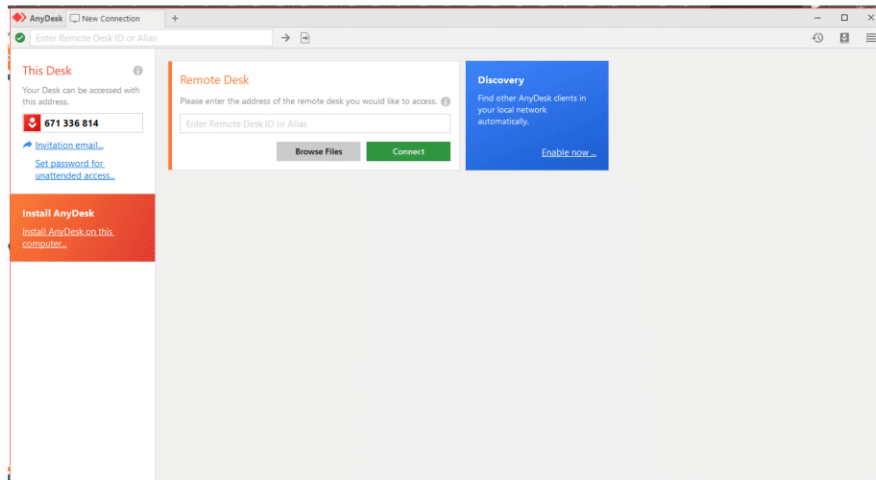 AnyDesk
New Connection
+
Enter Remote Desk ID or Alias
This Desk
Your Desk can be accessed with
this address.
671 336 814
Invitation email...
Set password for
unattended access...
Install AnyDesk
Install AnyDesk on this
computer...
Remote Desk
Please enter the address of the remote desk you would like to access.
Enter Remote Desk ID or Alias
Browse Files
Connect
Discovery
Find other AnyDesk clients in
your local network
automatically.
Enable now ...